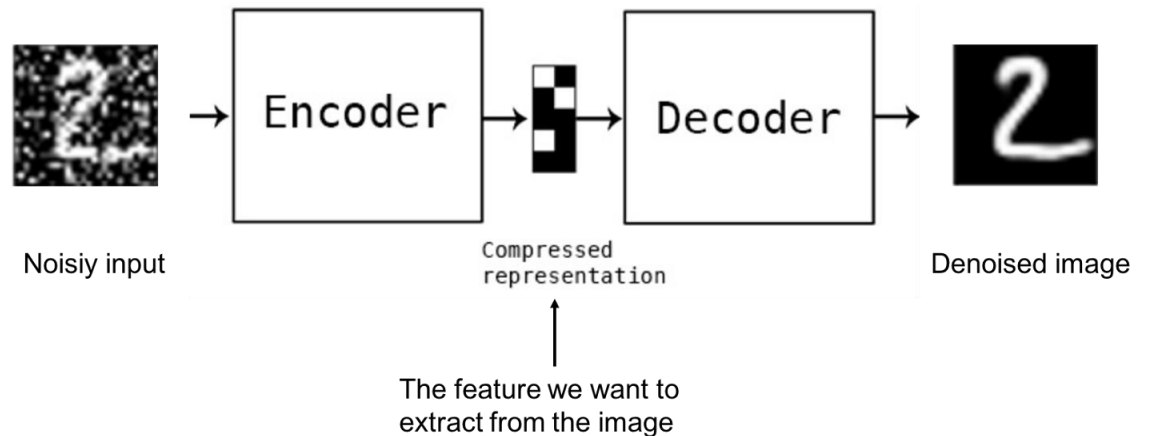 Encoder
Decoder
Noisiy input
Compressed
representation
Denoised image
The feature we want to
extract from the image